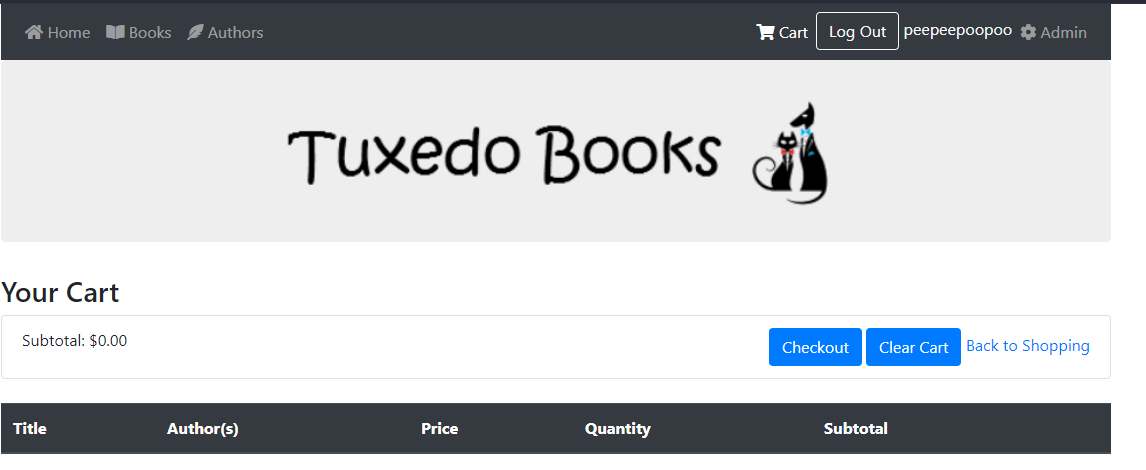 Home Books Authors Cart Log Out peepeepoopoo Admin
Tuxedo Books
Your Cart
Subtotal: $0.00 Checkout Clear Cart Back to Shopping
Title Author(s) Price Quantity Subtotal